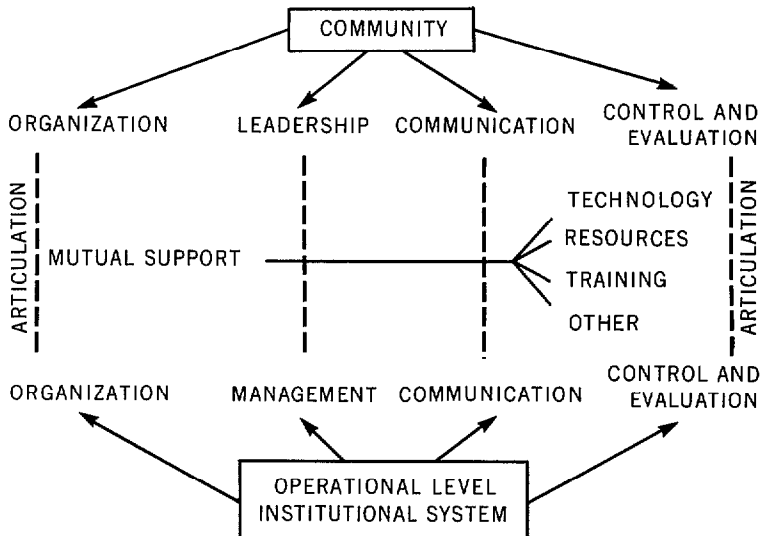 COMMUNITY
ORGANIZATION
LEADERSHIP
COMMUNICATION
CONTROL AND
EVALUATION
ARTICULATION
MUTUAL SUPPORT
TECHNOLOGY
RESOURCES
TRAINING
OTHER
ARTICULATION
ORGANIZATION
MANAGEMENT
COMMUNICATION
CONTROL AND
EVALUATION
OPERATIONAL LEVEL
INSTITUTIONAL SYSTEM